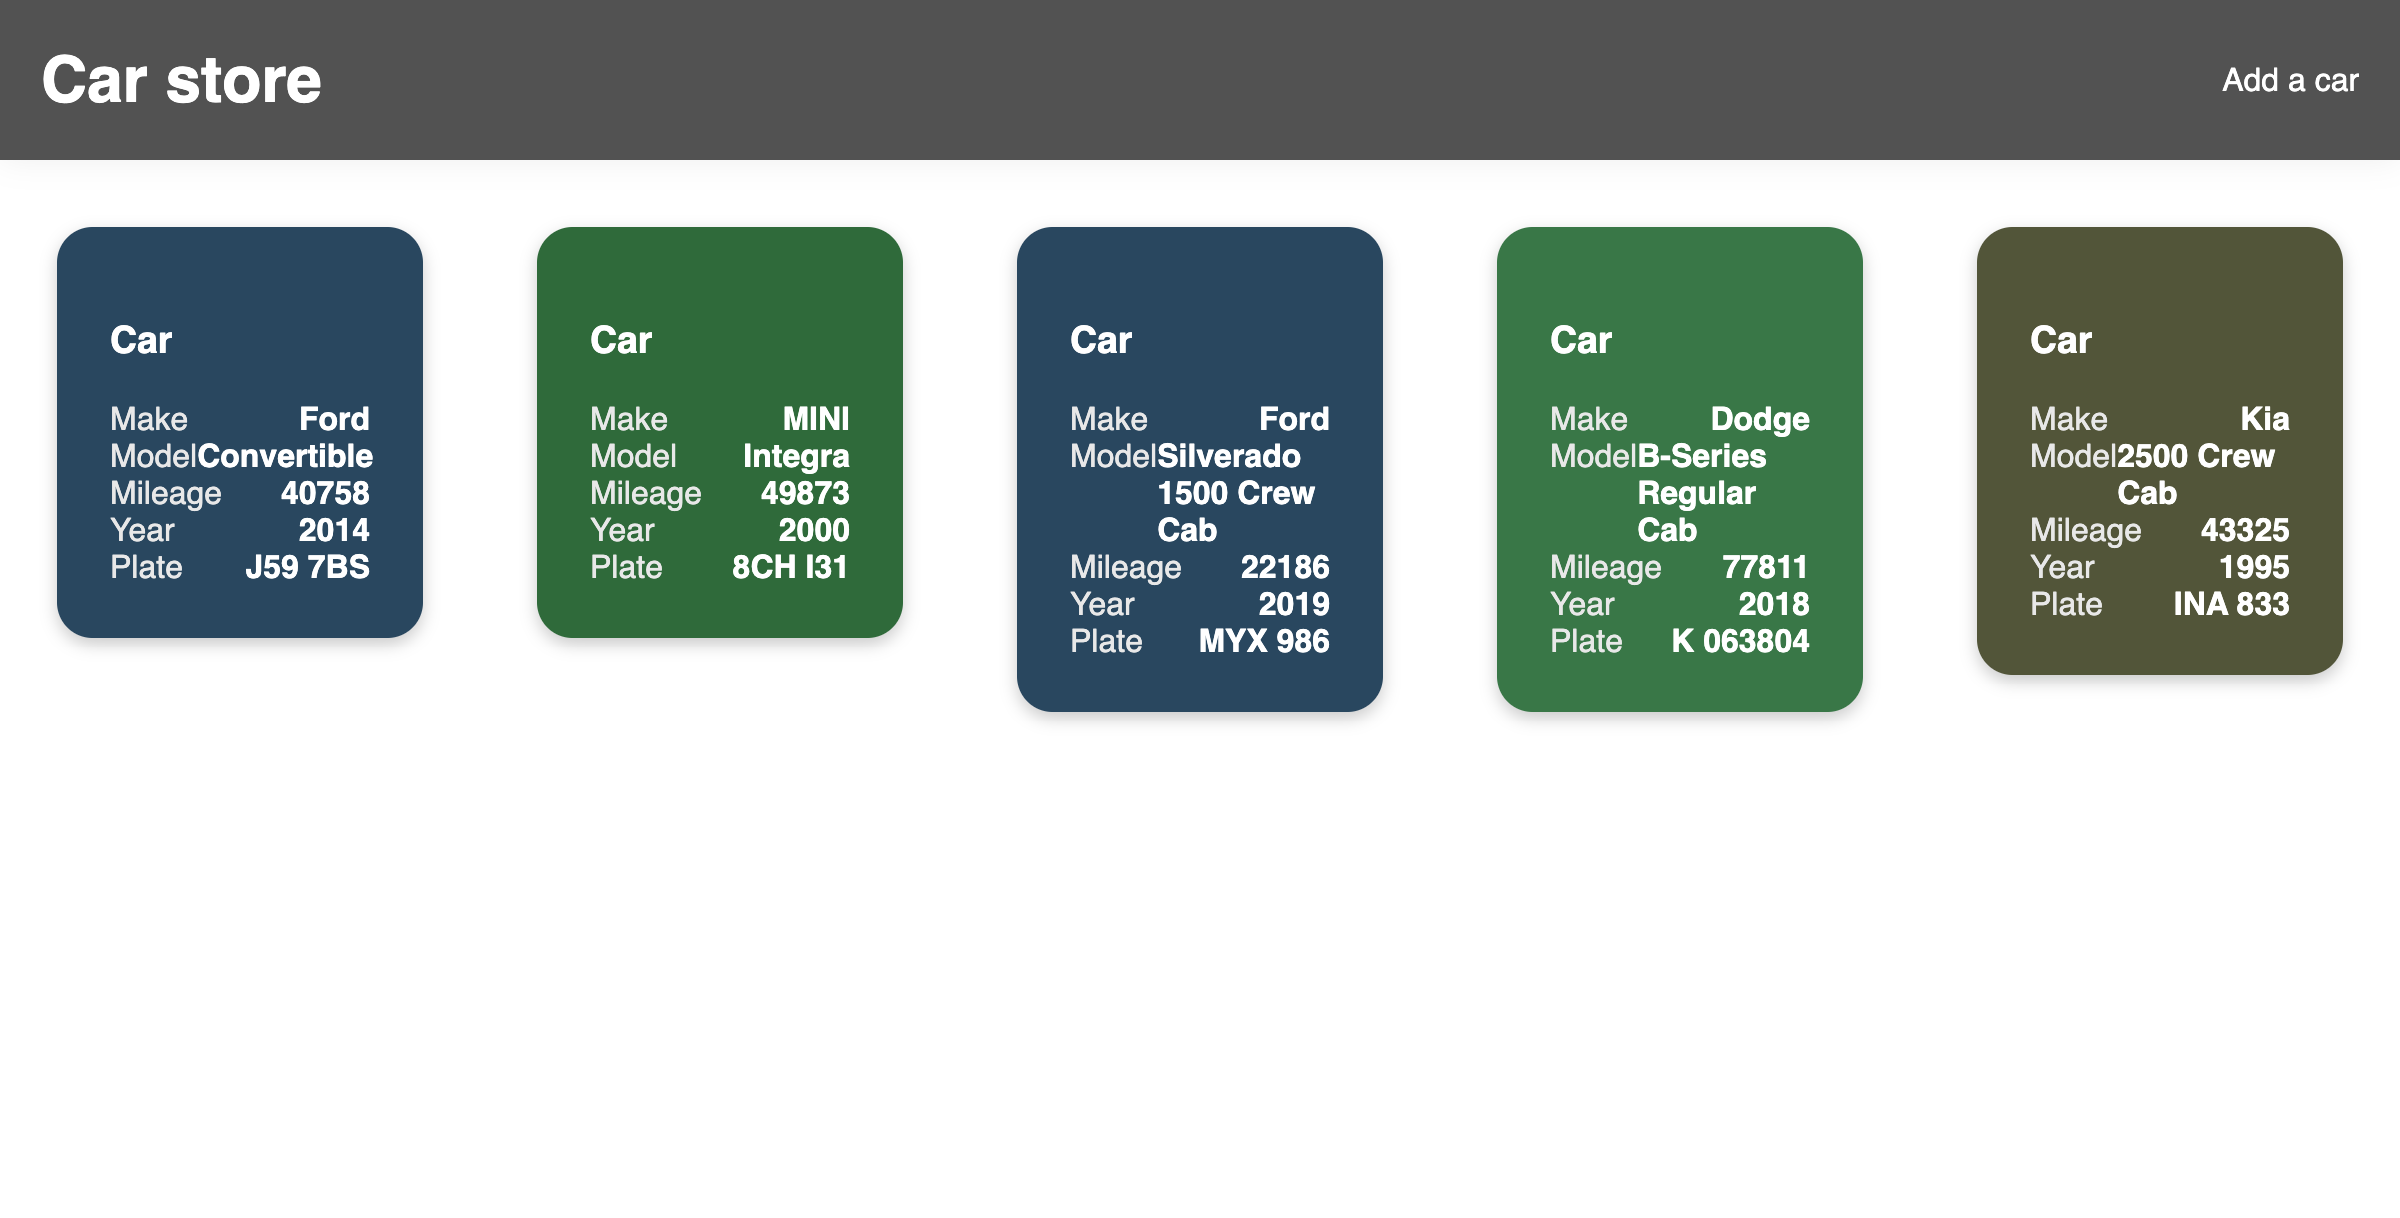 Car store
Add a car
Car
Make Ford
Model Convertible
Mileage 40758
Year 2014
Plate J59 7BS
Car
Make MINI
Model Integra
Mileage 49873
Year 2000
Plate 8CH I31
Car
Make Ford
Model Silverado
1500 Crew
Cab
Mileage 22186
Year 2019
Plate MYX 986
Car
Make Dodge
Model B-Series
Regular
Cab
Mileage 77811
Year 2018
Plate K 063804
Car
Make Kia
Model 2500 Crew
Cab
Mileage 43325
Year 1995
Plate INA 833